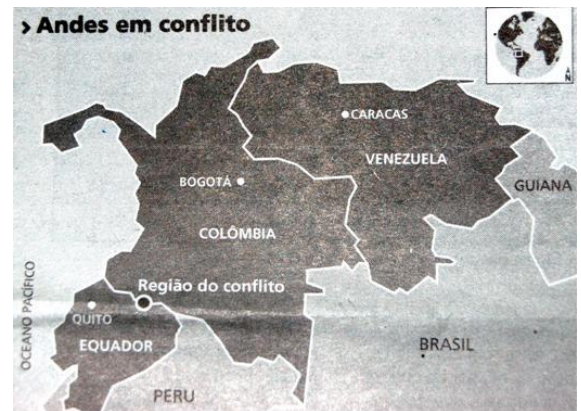 › Andes em conflito
N
CARACAS
VENEZUELA
GUIANA
BOGOTÁ
COLÔMBIA
OCEANO PACÍFICO
Região do conflito
QUITO
EQUADOR
BRASIL
PERU